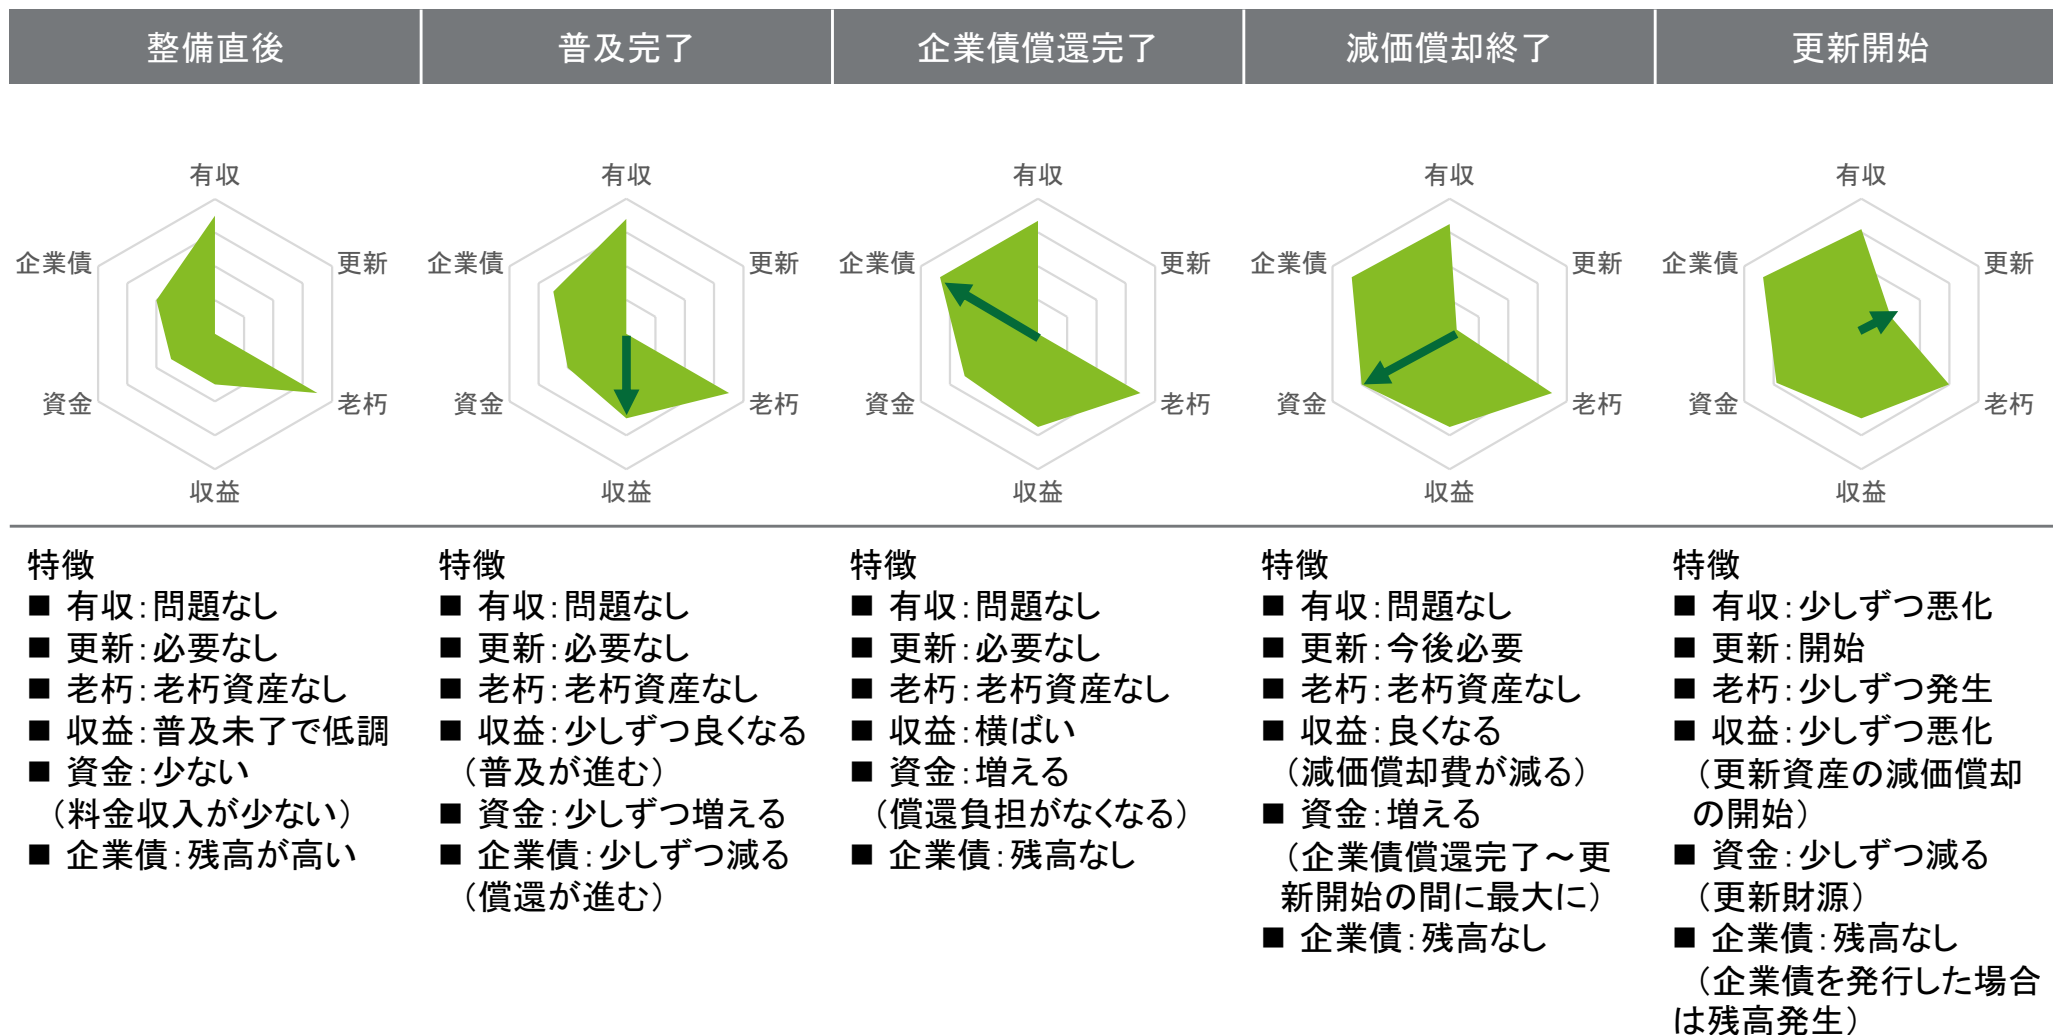 整備直後
普及完了
企業債償還完了
減価償却終了
更新開始
有収
更新
老朽
収益
資金
企業債
有収
更新
老朽
収益
資金
企業債
有収
更新
老朽
収益
資金
企業債
有収
更新
老朽
収益
資金
企業債
有収
更新
老朽
収益
資金
企業債
特徴
■ 有収：問題なし
■ 更新：必要なし
■ 老朽：老朽資産なし
■ 収益：普及未了で低調
■ 資金：少ない
（料金収入が少ない）
■ 企業債：残高が高い
特徴
■ 有収：問題なし
■ 更新：必要なし
■ 老朽：老朽資産なし
■ 収益：少しずつ良くなる
（普及が進む）
■ 資金：少しずつ増える
■ 企業債：少しずつ減る
（償還が進む）
特徴
■ 有収：問題なし
■ 更新：必要なし
■ 老朽：老朽資産なし
■ 収益：横ばい
■ 資金：増える
（償還負担がなくなる）
■ 企業債：残高なし
特徴
■ 有収：問題なし
■ 更新：今後必要
■ 老朽：老朽資産なし
■ 収益：良くなる
（減価償却費が減る）
■ 資金：増える
（企業債償還完了～更
新開始の間に最大に）
■ 企業債：残高なし
特徴
■ 有収：少しずつ悪化
■ 更新：開始
■ 老朽：少しずつ発生
■ 収益：少しずつ悪化
（更新資産の減価償却
の開始）
■ 資金：少しずつ減る
（更新財源）
■ 企業債：残高なし
（企業債を発行した場合
は残高発生）